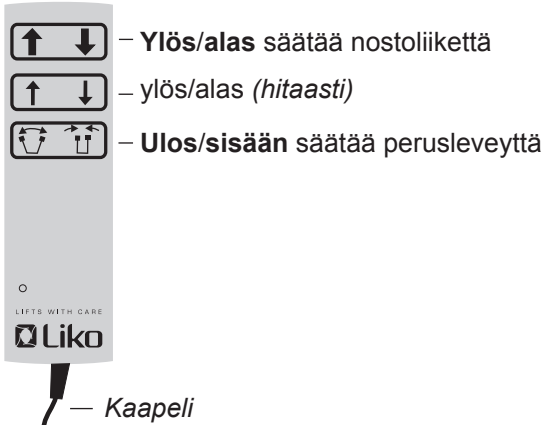 Ylös/alas säätää nostoliikettä
ylös/alas (hitaasti)
Ulos/sisään säätää perusleveyttä
LIFTS WITH CARE
Liko
Kaapeli